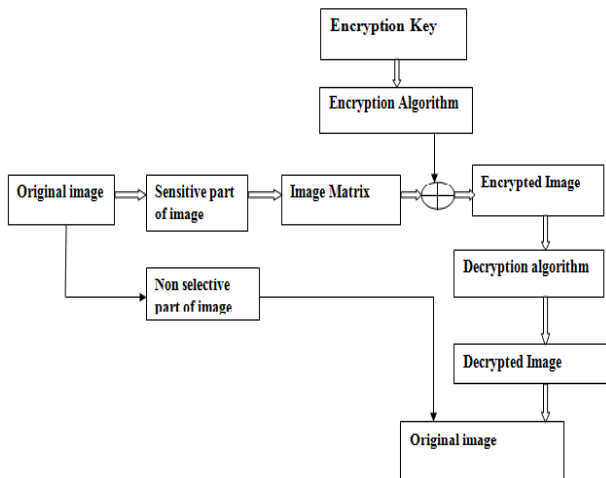 Encryption Key
Encryption Algorithm
Original image
Sensitive part
of image
Image Matrix
Encrypted Image
Non selective
part of image
Decryption algorithm
Decrypted Image
Original image